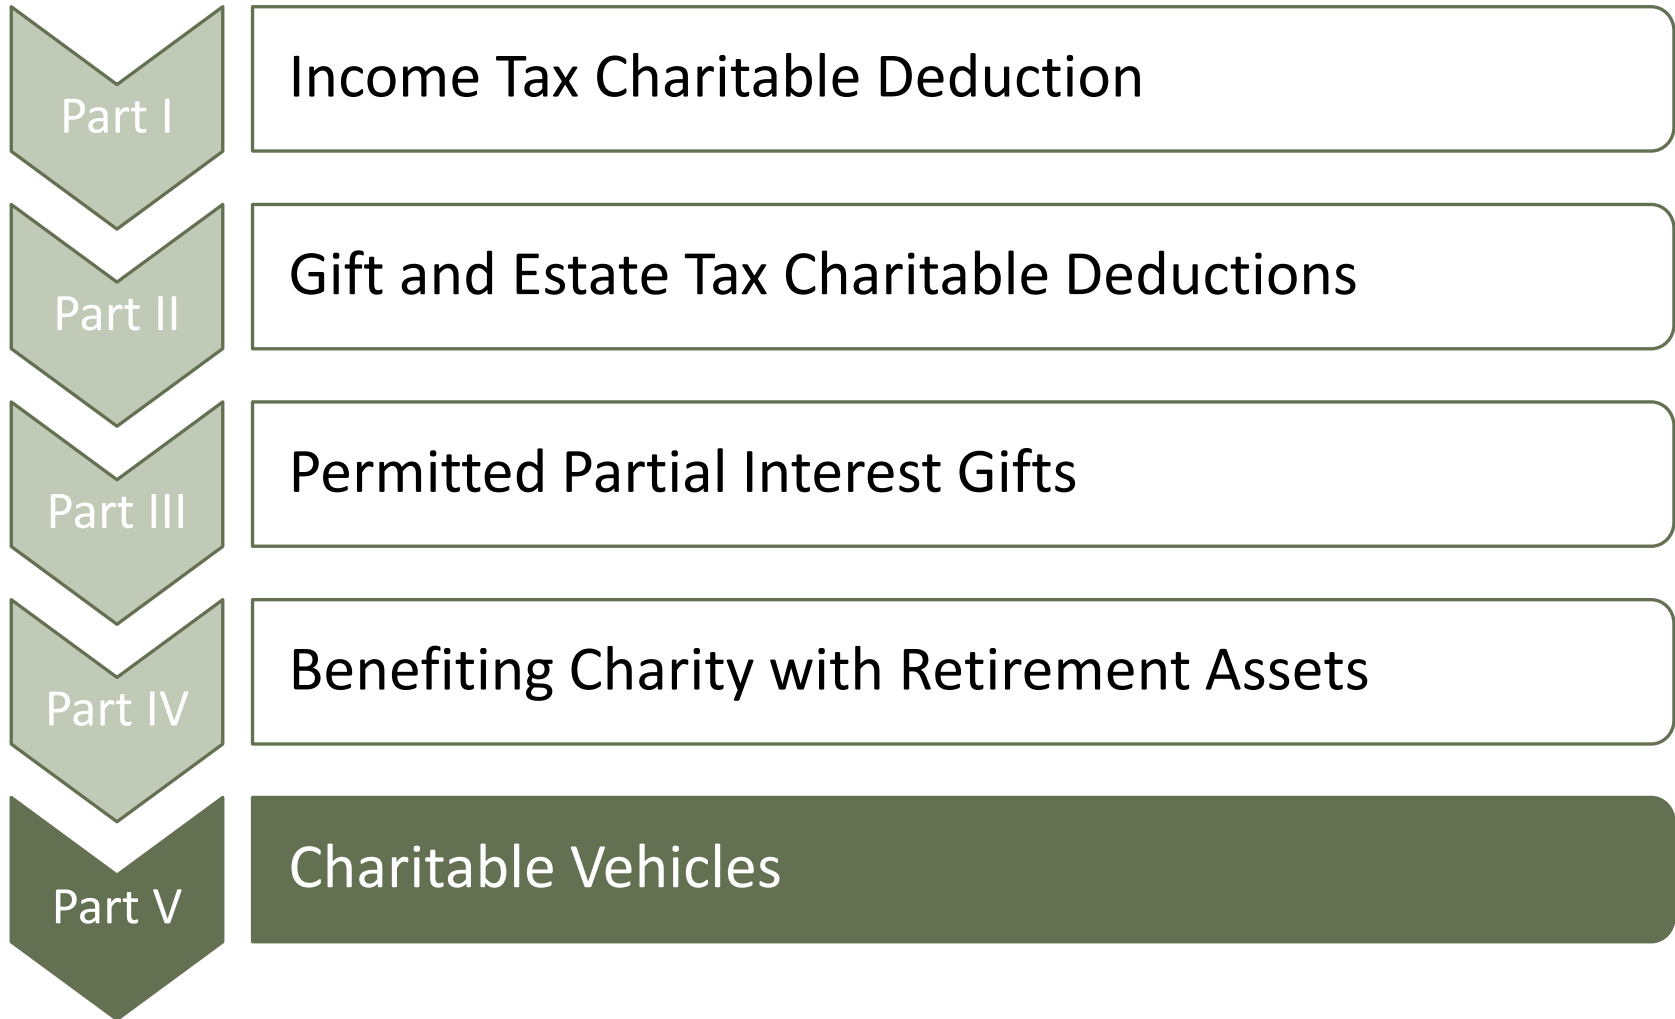 Part I
Income Tax Charitable Deduction
Part II
Gift and Estate Tax Charitable Deductions
Part III
Permitted Partial Interest Gifts
Part IV
Benefiting Charity with Retirement Assets
Part V
Charitable Vehicles